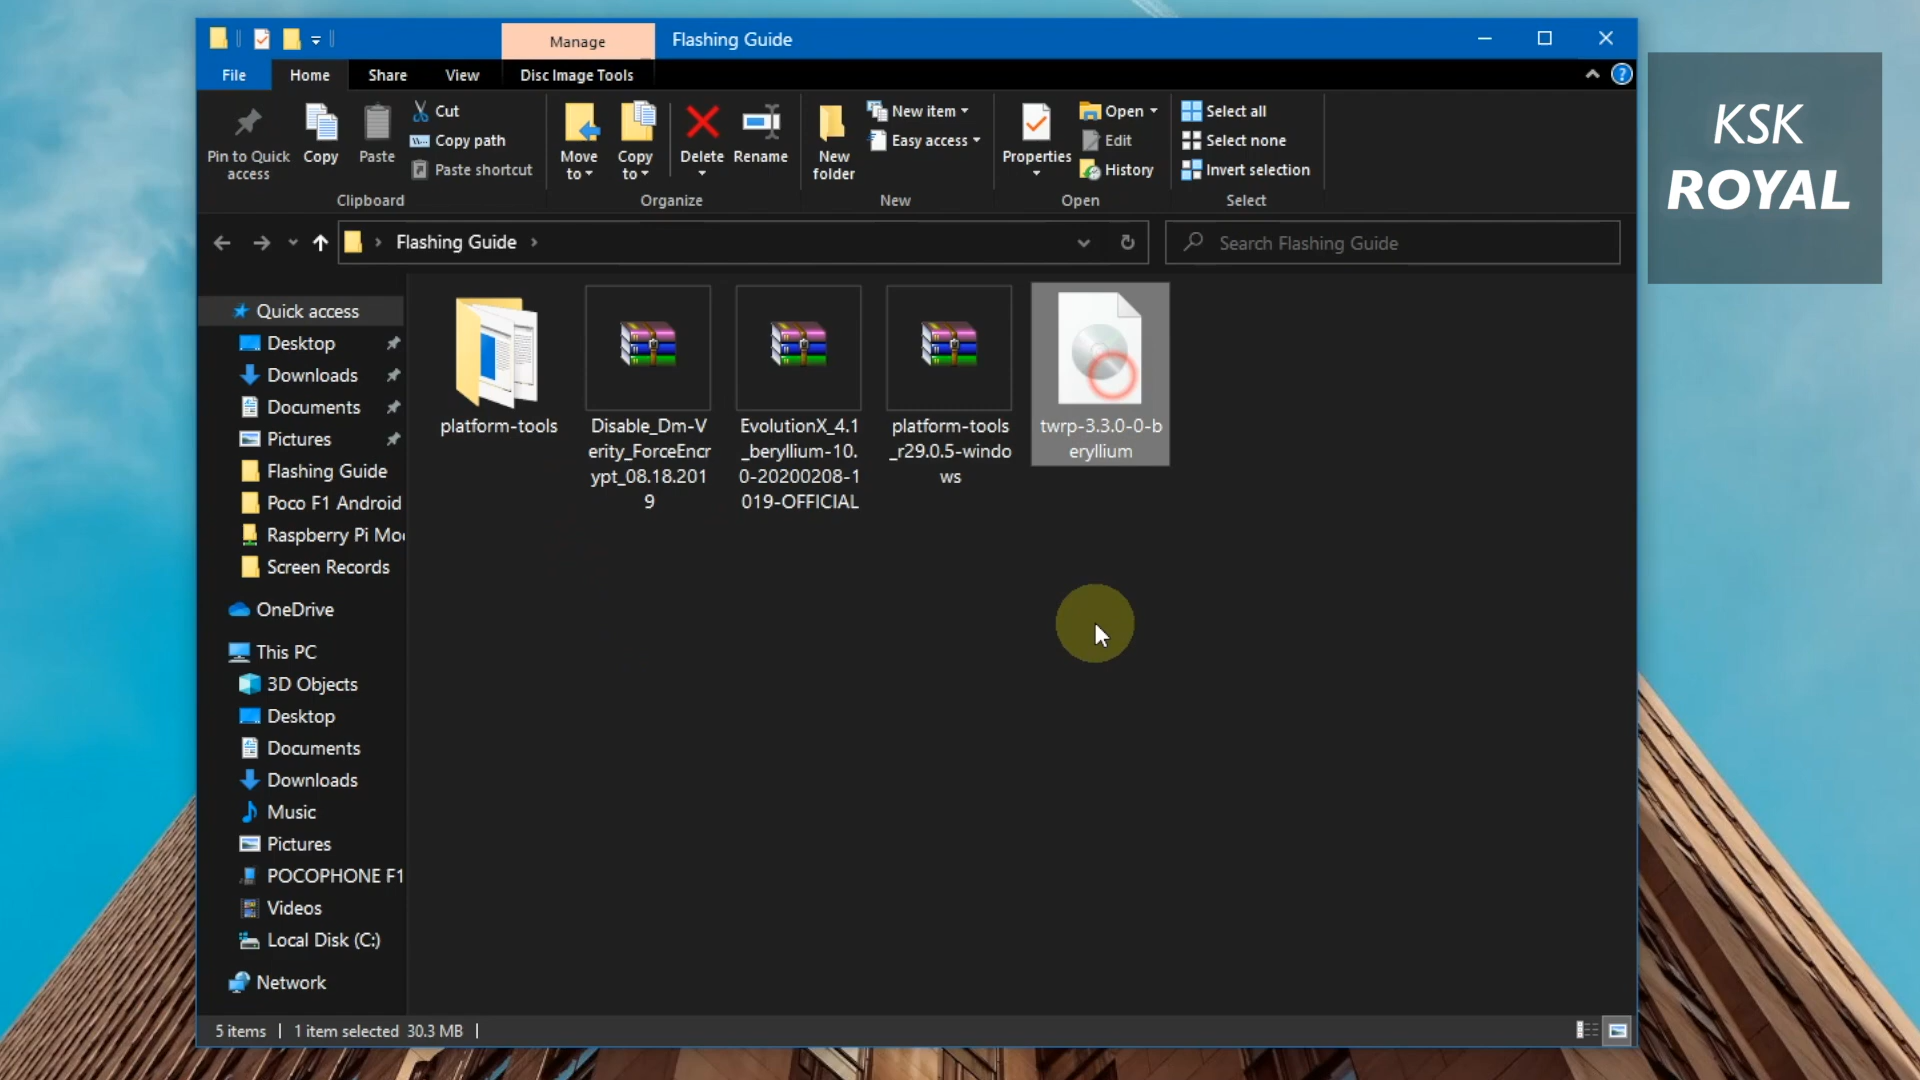 Manage
Flashing Guide
File
Home
Share
View
Disc Image Tools
Pin to Quick
access
Copy
Paste
Cut
Copy path
Paste shortcut
Clipboard
Move
to
Copy
to
Delete
Rename
Organize
New
folder
New item
Easy access
New
Properties
Open
Edit
History
Open
Select all
Select none
Invert selection
Select
KSK
ROYAL
Flashing Guide
Search Flashing Guide
Quick access
Desktop
Downloads
Documents
Pictures
Flashing Guide
Poco F1 Android
Raspberry Pi Mo
Screen Records
OneDrive
This PC
3D Objects
Desktop
Documents
Downloads
Music
Pictures
POCOPHONE F1
Videos
Local Disk (C:)
Network
platform-tools
Disable_Dm-V
erity_ForceEncr
ypt_08.18.201
9
EvolutionX_4.1
_beryllium-10.
0-20200208-1
019-OFFICIAL
platform-tools
_r29.0.5-windo
ws
twrp-3.3.0-0-b
eryllium
5 items
1 item selected 30.3 MB